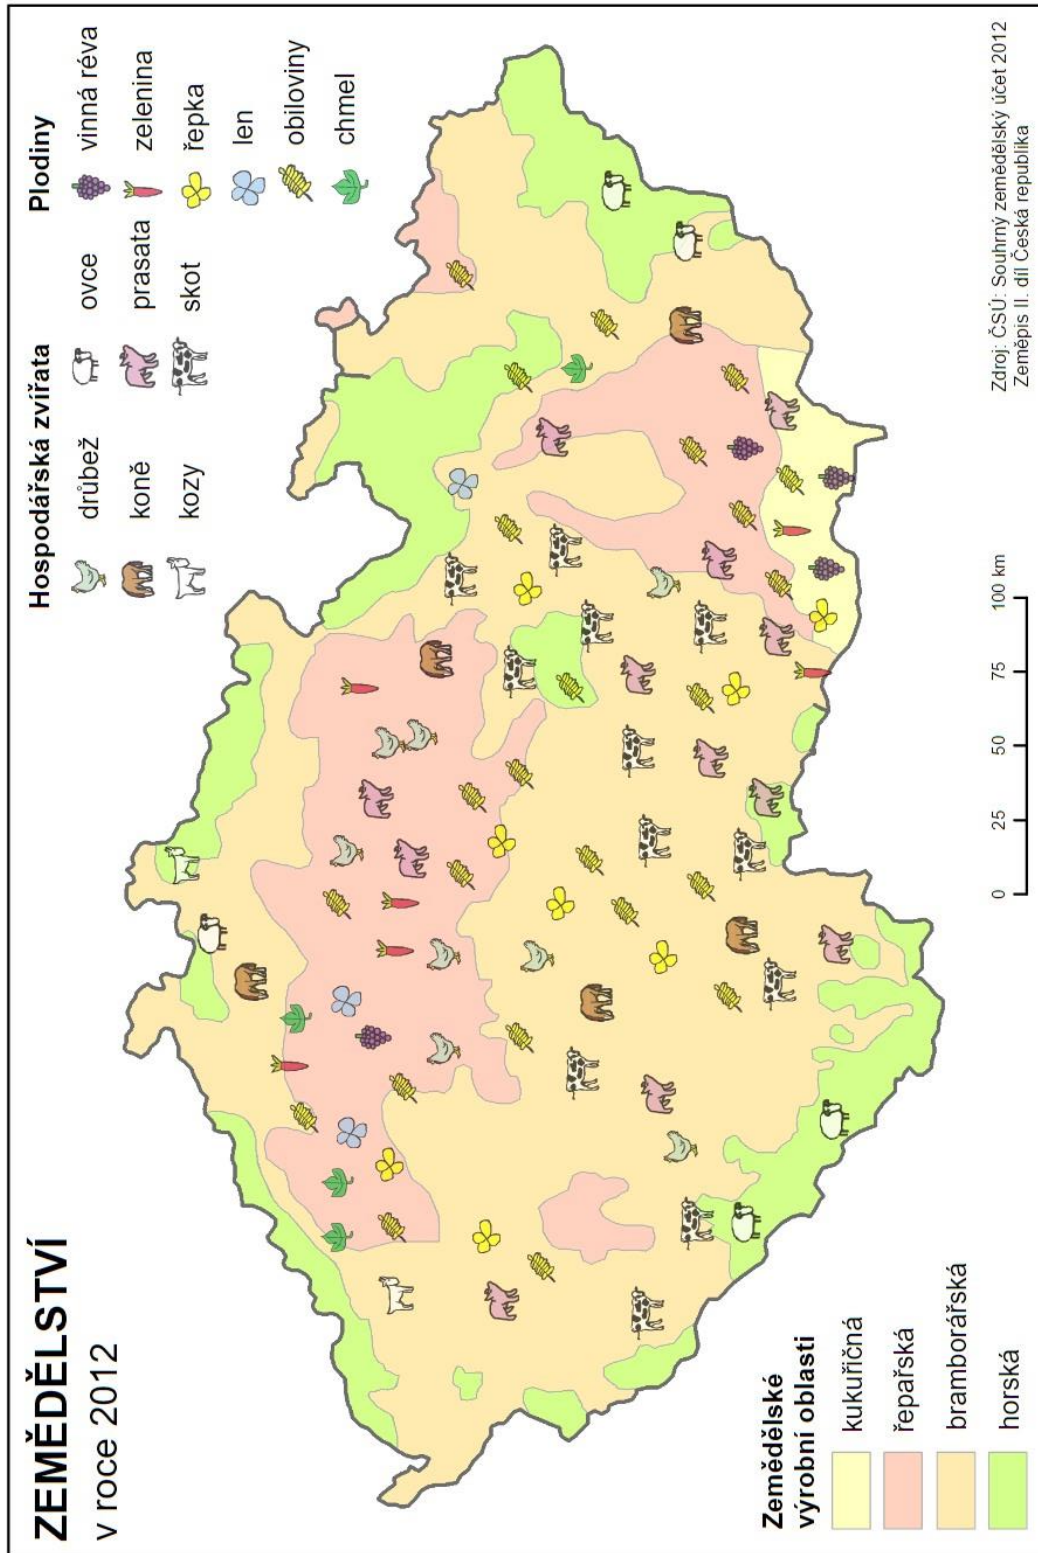 ZEMĚDĚLSTVÍ
v roce 2012
Hospodářská zvířata
drůbež
koně
kozy
ovce
prasata
skot
Plodiny
vinná réva
zelenina
řepka
len
obiloviny
chmel
Zemědělské
výrobní oblasti
kukuřičná
řepařská
bramborářská
horská
0 25 50 75 100 km
Zdroj: ČSÚ: Souhrný zemědělský účet 2012
Zeměpis II. díl Česká republika